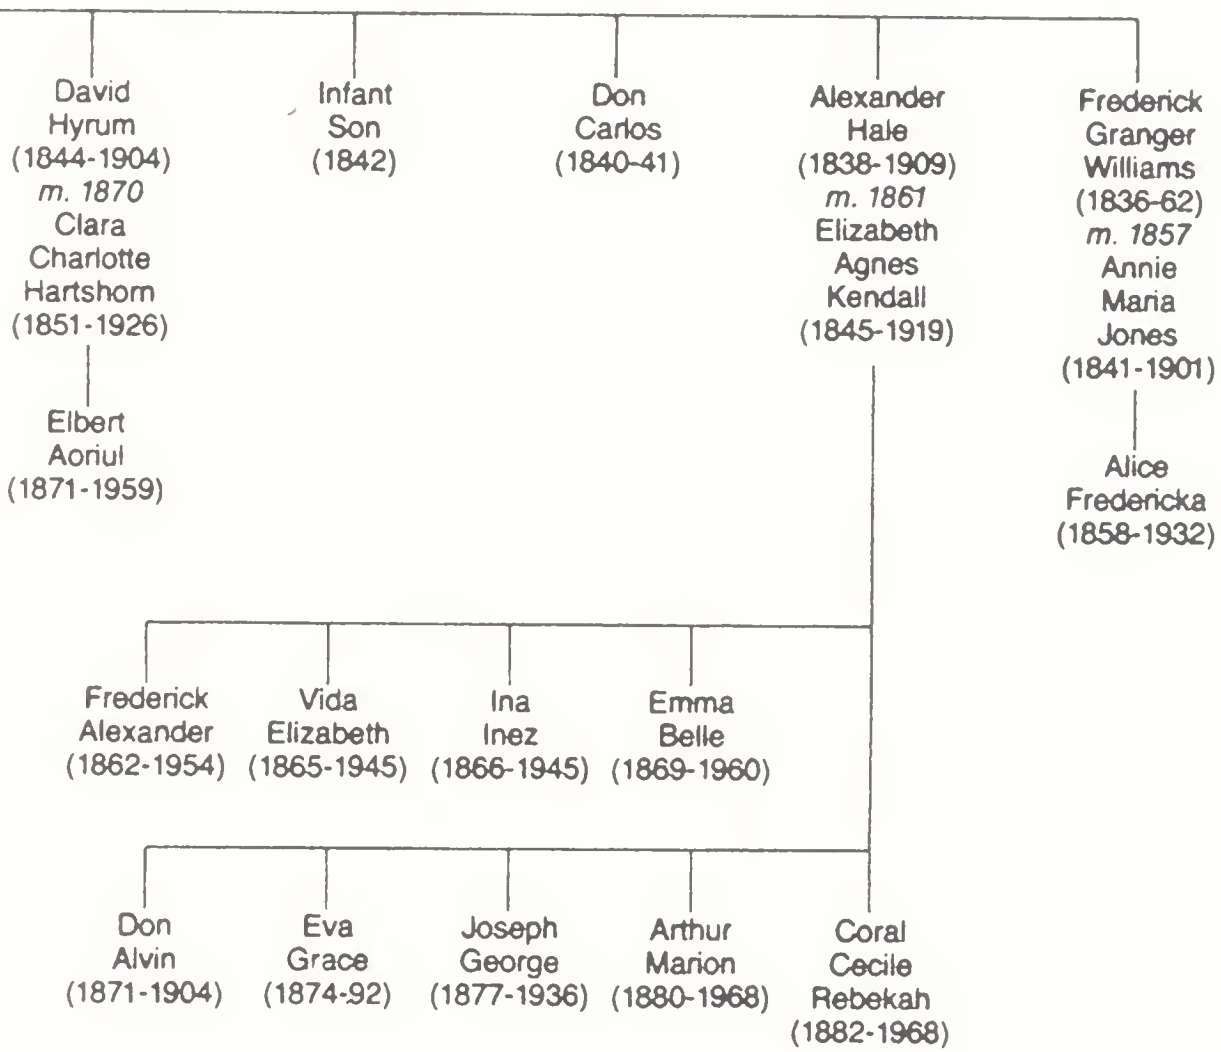 David
Hyrum
(1844-1904)
m. 1870
Clara
Charlotte
Hartshorn
(1851-1926)
Elbert
Aoriul
(1871-1959)
Infant
Son
(1842)
Don
Carlos
(1840-41)
Alexander
Hale
(1838-1909)
m. 1861
Elizabeth
Agnes
Kendall
(1845-1919)
Frederick
Granger
Williams
(1836-62)
m. 1857
Annie
Maria
Jones
(1841-1901)
Alice
Fredericka
(1858-1932)
Frederick
Alexander
(1862-1954)
Vida
Elizabeth
(1865-1945)
Ina
Inez
(1866-1945)
Emma
Belle
(1869-1960)
Don
Alvin
(1871-1904)
Eva
Grace
(1874-92)
Joseph
George
(1877-1936)
Arthur
Marion
(1880-1968)
Coral
Cecile
Rebekah
(1882-1968)